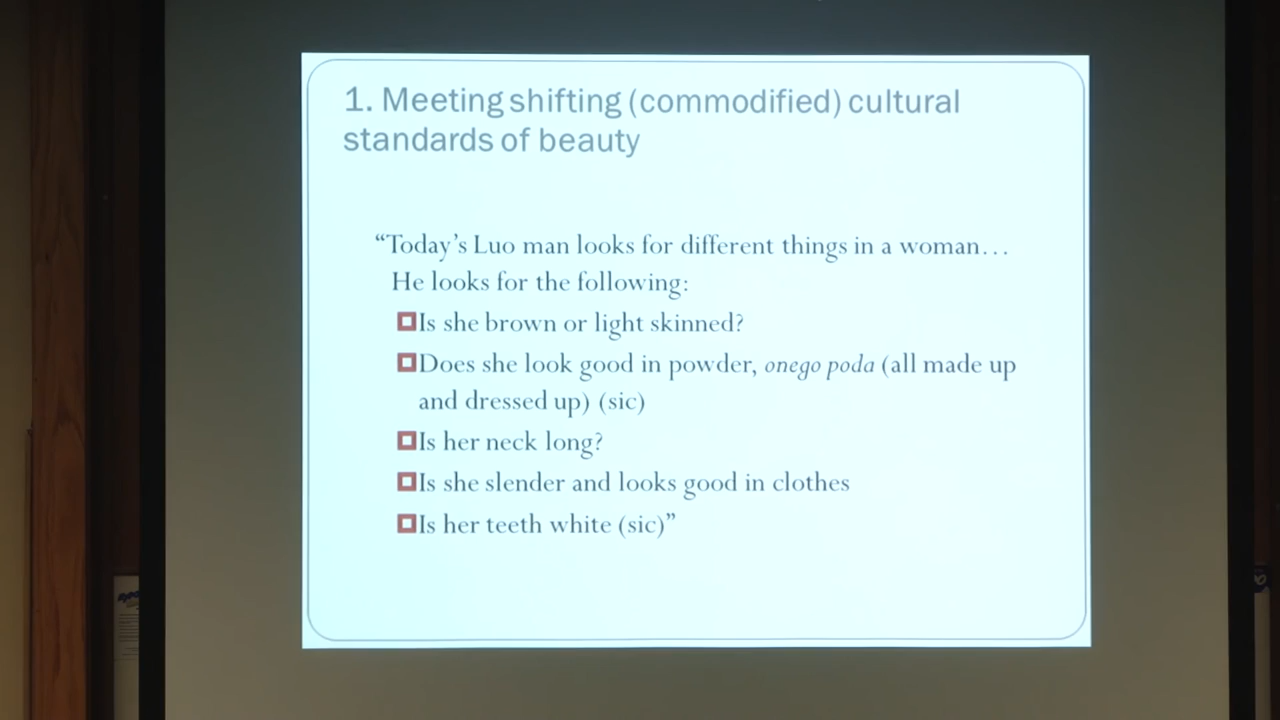 1. Meeting shifting (commodified) cultural
standards of beauty
“Today’s Luo man looks for different things in a woman…
He looks for the following:
Is she brown or light skinned?
Does she look good in powder, onego poda (all made up
and dressed up) (sic)
Is her neck long?
Is she slender and looks good in clothes
Is her teeth white (sic)”